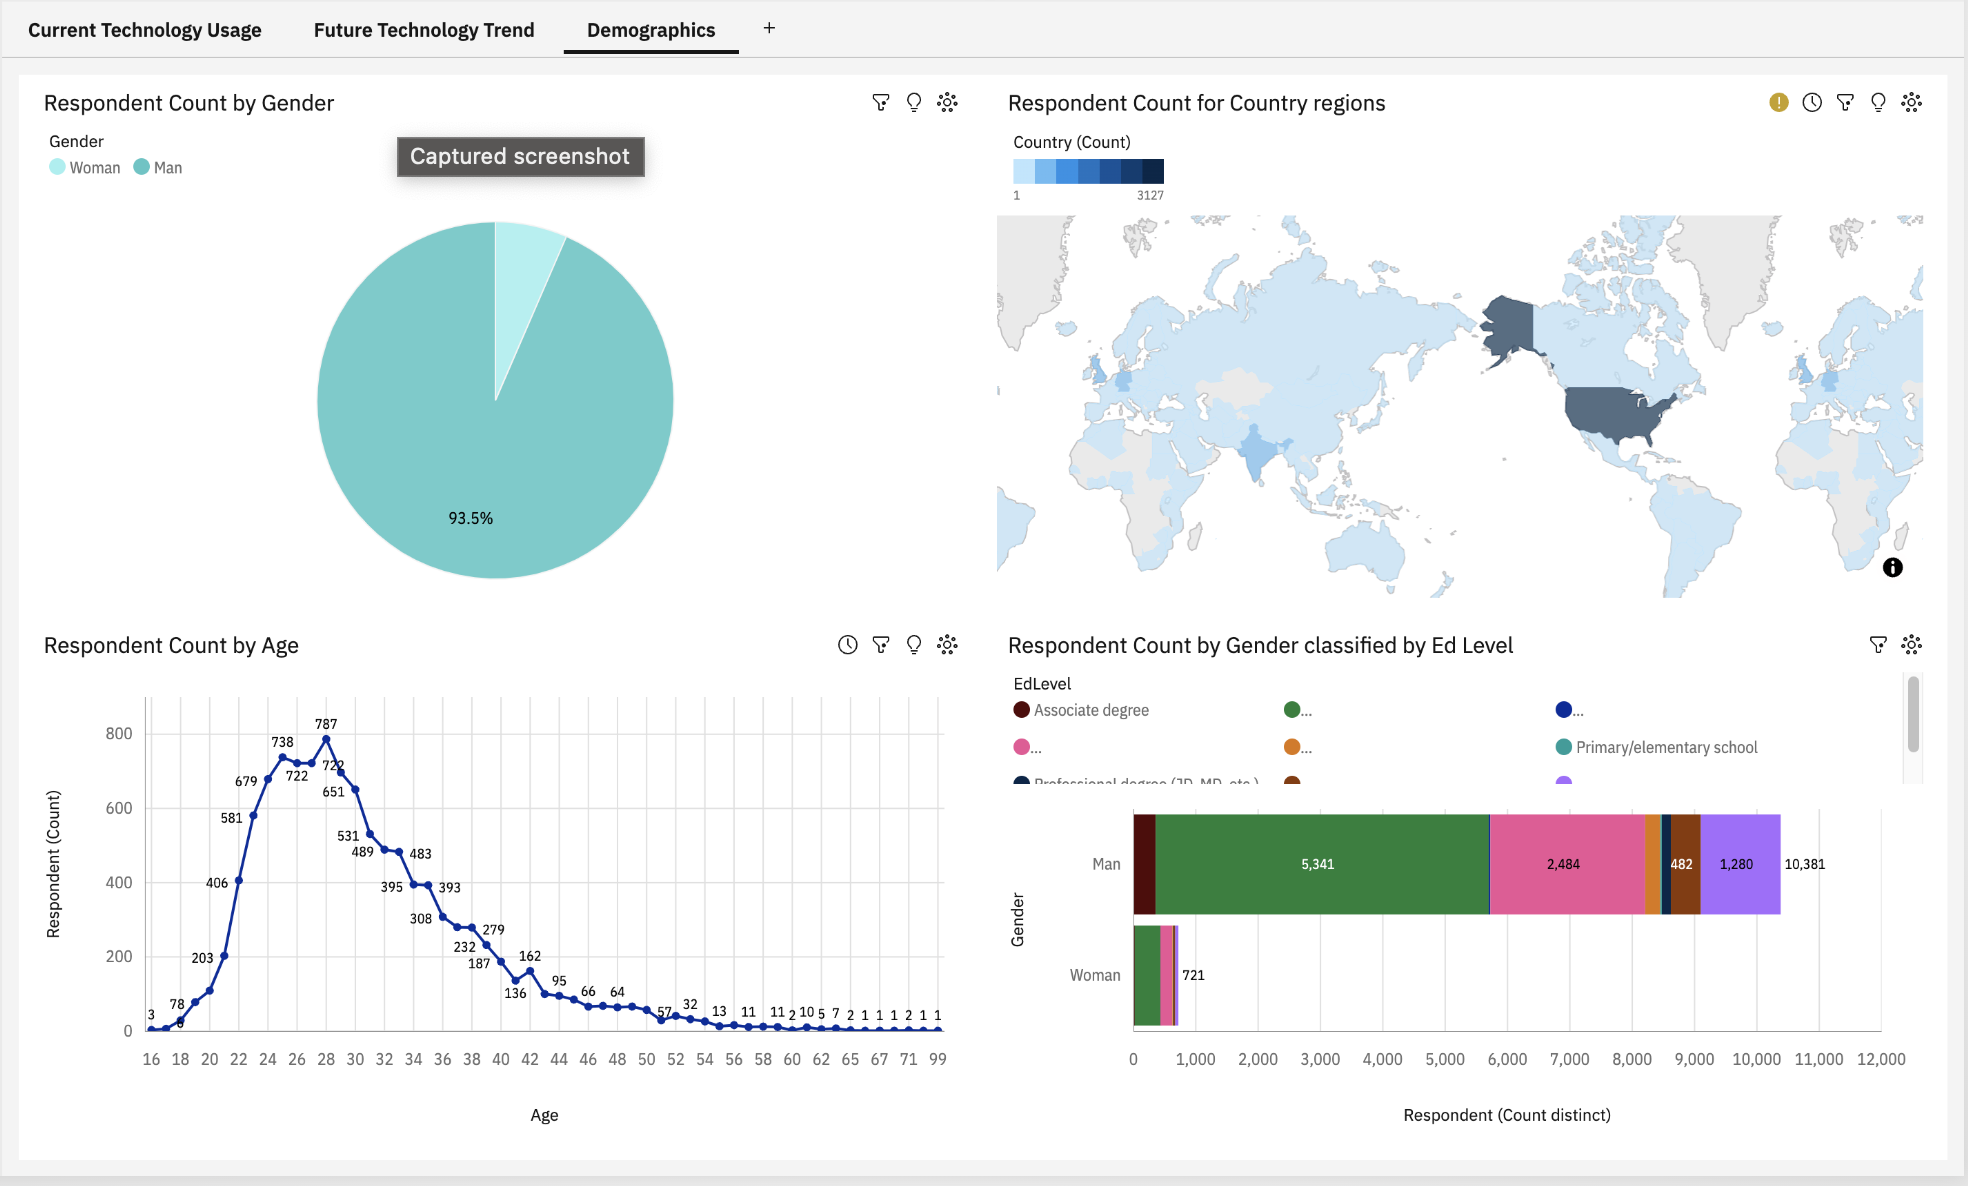 Current Technology Usage Future Technology Trend Demographics +
Respondent Count by Gender
Gender
Woman Man
Captured screenshot
93.5%
Respondent Count for Country regions
Country (Count)
1 3127
Respondent Count by Age
Respondent (Count)
800
600
400
200
0
3
6
78
203
406
581
679
738
722
787
722
651
531
489
483
395
393
308
279
232
187
136
162
95
66
64
57
32
13
11
11
2
10
5
7
2
1
1
1
2
1
1
16 18 20 22 24 26 28 30 32 34 36 38 40 42 44 46 48 50 52 54 56 58 60 62 65 67 71 99
Age
Respondent Count by Gender classified by Ed Level
EdLevel
Associate degree ... ...
... ... Primary/elementary school
Professional degree (JD, MD, etc.)
Gender
Man 5,341 2,484 482 1,280 10,381
Woman 721
0 1,000 2,000 3,000 4,000 5,000 6,000 7,000 8,000 9,000 10,000 11,000 12,000
Respondent (Count distinct)